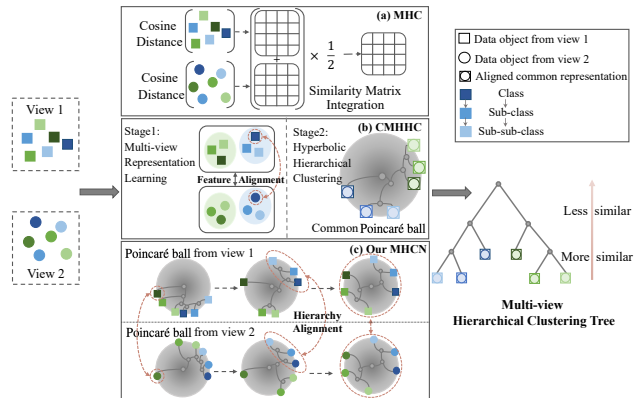 (a) MHC
Cosine
Distance
Cosine
Distance
+
× 1/2
Similarity Matrix
Integration
View 1
View 2
Stage1:
Multi-view
Representation
Learning
Feature
Alignment
Stage2:
Hyperbolic
Hierarchical
Clustering
(b) CMHHC
Common Poincaré ball
(c) Our MHCN
Poincaré ball from view 1
Hierarchy
Alignment
Poincaré ball from view 2
Data object from view 1
Data object from view 2
Aligned common representation
Class
Sub-class
Sub-sub-class
Less similar
More similar
Multi-view
Hierarchical Clustering Tree